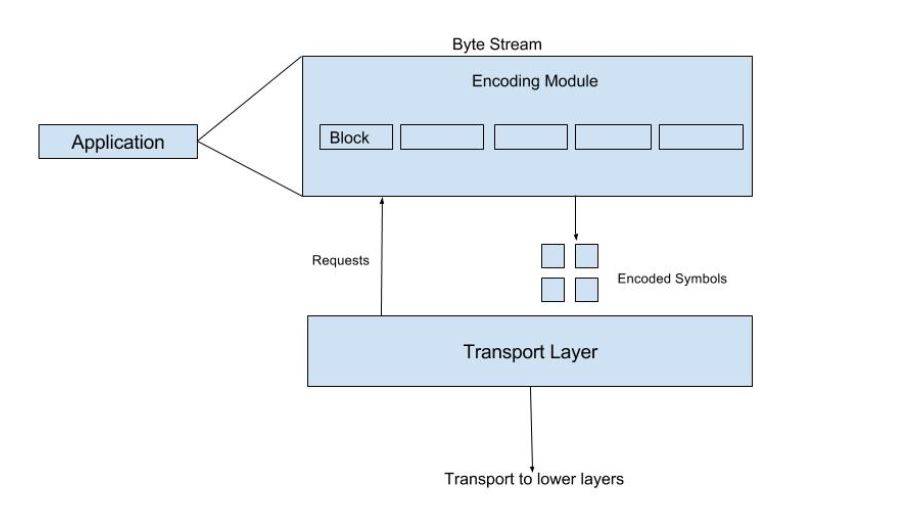 Byte Stream
Encoding Module
Application
Block
Requests
Encoded Symbols
Transport Layer
Transport to lower layers